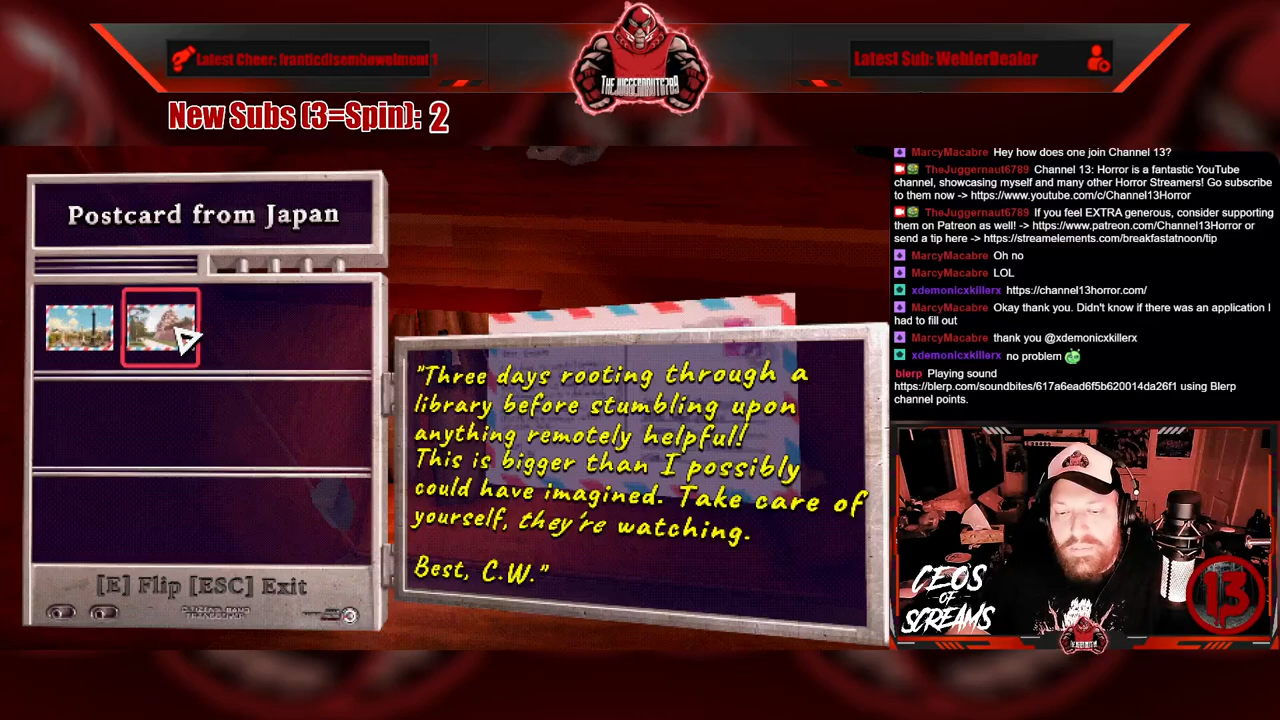 Latest Cheer: franticdisembowelment 1
THEJUGGERNAUT6789
Latest Sub: WehlerDealer
New Subs (3=Spin): 2
Postcard from Japan
[E] Flip [ESC] Exit
CITIZENS BAND
"Three days rooting through a
library before stumbling upon
anything remotely helpful!
This is bigger than I possibly
could have imagined. Take care of
yourself, they're watching.
Best, C.W."
MarcyMacabre Hey how does one join Channel 13?
TheJuggernaut6789 Channel 13: Horror is a fantastic YouTube
channel, showcasing myself and many other Horror Streamers! Go subscribe
to them now -> https://www.youtube.com/c/Channel13Horror
TheJuggernaut6789 If you feel EXTRA generous, consider supporting
them on Patreon as well! -> https://www.patreon.com/Channel13Horror or
send a tip here -> https://streamelements.com/breakfastatnoon/tip
MarcyMacabre Oh no
MarcyMacabre LOL
xdemonicxkillerx https://channel13horror.com/
MarcyMacabre Okay thank you. Didn't know if there was an application I
had to fill out
MarcyMacabre thank you @xdemonicxkillerx
xdemonicxkillerx no problem
blerp Playing sound
https://blerp.com/soundbites/617a6ead6f5b620014da26f1 using Blerp
channel points.
CEOS
OF
SCREAMS
13